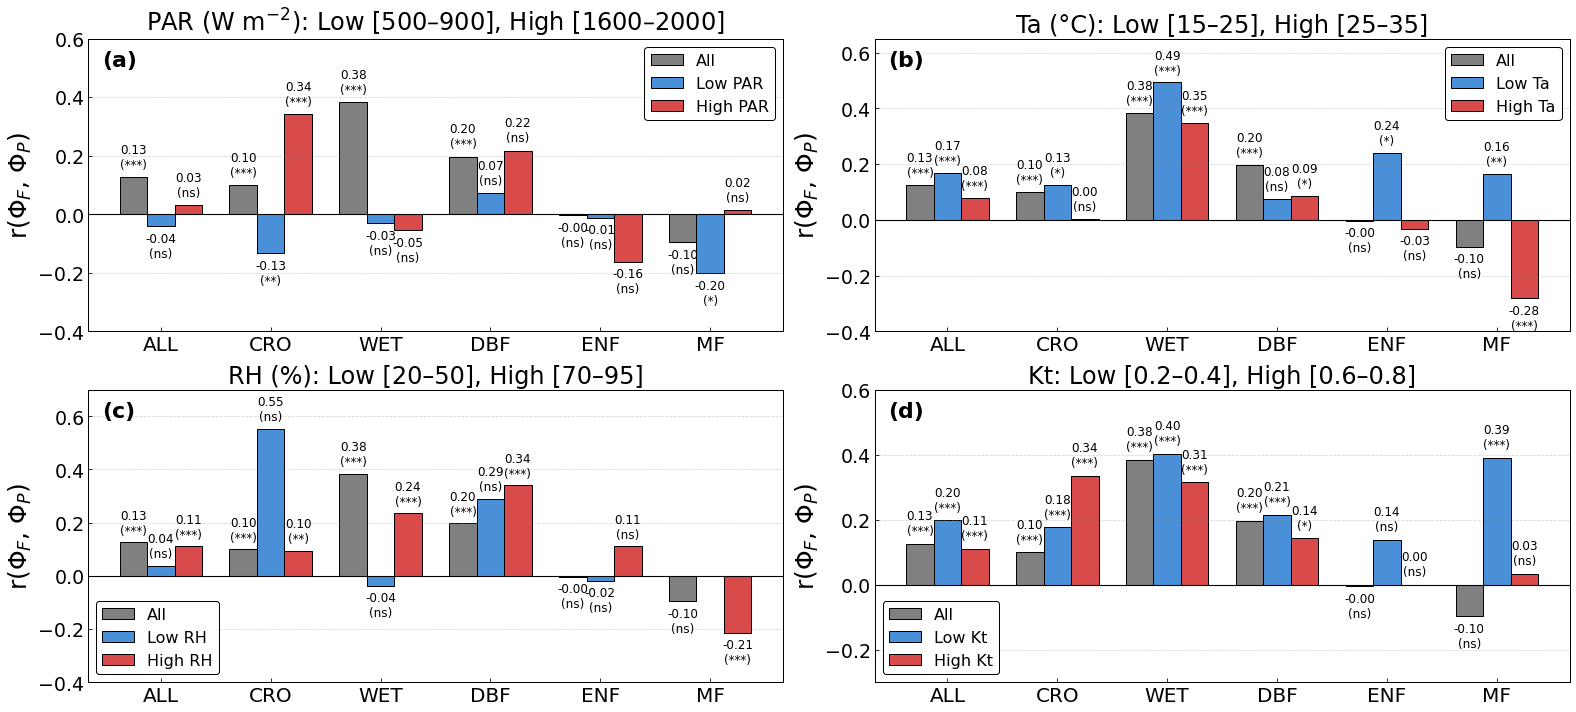 PAR (W m⁻²): Low [500–900], High [1600–2000]
(a)
r(Φ_F, Φ_P)
0.6
0.4
0.2
0.0
−0.2
−0.4
All
Low PAR
High PAR
0.13
(***)
-0.04
(ns)
0.03
(ns)
0.10
(***)
-0.13
(**)
0.34
(***)
0.38
(***)
-0.03
(ns)
-0.05
(ns)
0.20
(***)
0.07
(ns)
0.22
(ns)
-0.00
(ns)
-0.01
(ns)
-0.16
(ns)
-0.10
(ns)
-0.20
(*)
0.02
(ns)
ALL CRO WET DBF ENF MF
Ta (°C): Low [15–25], High [25–35]
(b)
r(Φ_F, Φ_P)
0.6
0.4
0.2
0.0
−0.2
−0.4
All
Low Ta
High Ta
0.13
(***)
0.17
(***)
0.08
(***)
0.10
(***)
0.13
(*)
0.00
(ns)
0.38
(***)
0.49
(***)
0.35
(***)
0.20
(***)
0.08
(ns)
0.09
(*)
-0.00
(ns)
0.24
(*)
-0.03
(ns)
-0.10
(ns)
0.16
(**)
-0.28
(***)
ALL CRO WET DBF ENF MF
RH (%): Low [20–50], High [70–95]
(c)
r(Φ_F, Φ_P)
0.6
0.4
0.2
0.0
−0.2
−0.4
0.13
(***)
0.04
(ns)
0.11
(***)
0.10
(***)
0.55
(ns)
0.10
(**)
0.38
(***)
-0.04
(ns)
0.24
(***)
0.20
(***)
0.29
(ns)
0.34
(***)
-0.00
(ns)
-0.02
(ns)
0.11
(ns)
-0.10
(ns)
-0.21
(***)
All
Low RH
High RH
ALL CRO WET DBF ENF MF
Kt: Low [0.2–0.4], High [0.6–0.8]
(d)
r(Φ_F, Φ_P)
0.6
0.4
0.2
0.0
−0.2
0.13
(***)
0.20
(***)
0.11
(***)
0.10
(***)
0.18
(***)
0.34
(***)
0.38
(***)
0.40
(***)
0.31
(***)
0.20
(***)
0.21
(***)
0.14
(*)
-0.00
(ns)
0.14
(ns)
0.00
(ns)
-0.10
(ns)
0.39
(***)
0.03
(ns)
All
Low Kt
High Kt
ALL CRO WET DBF ENF MF